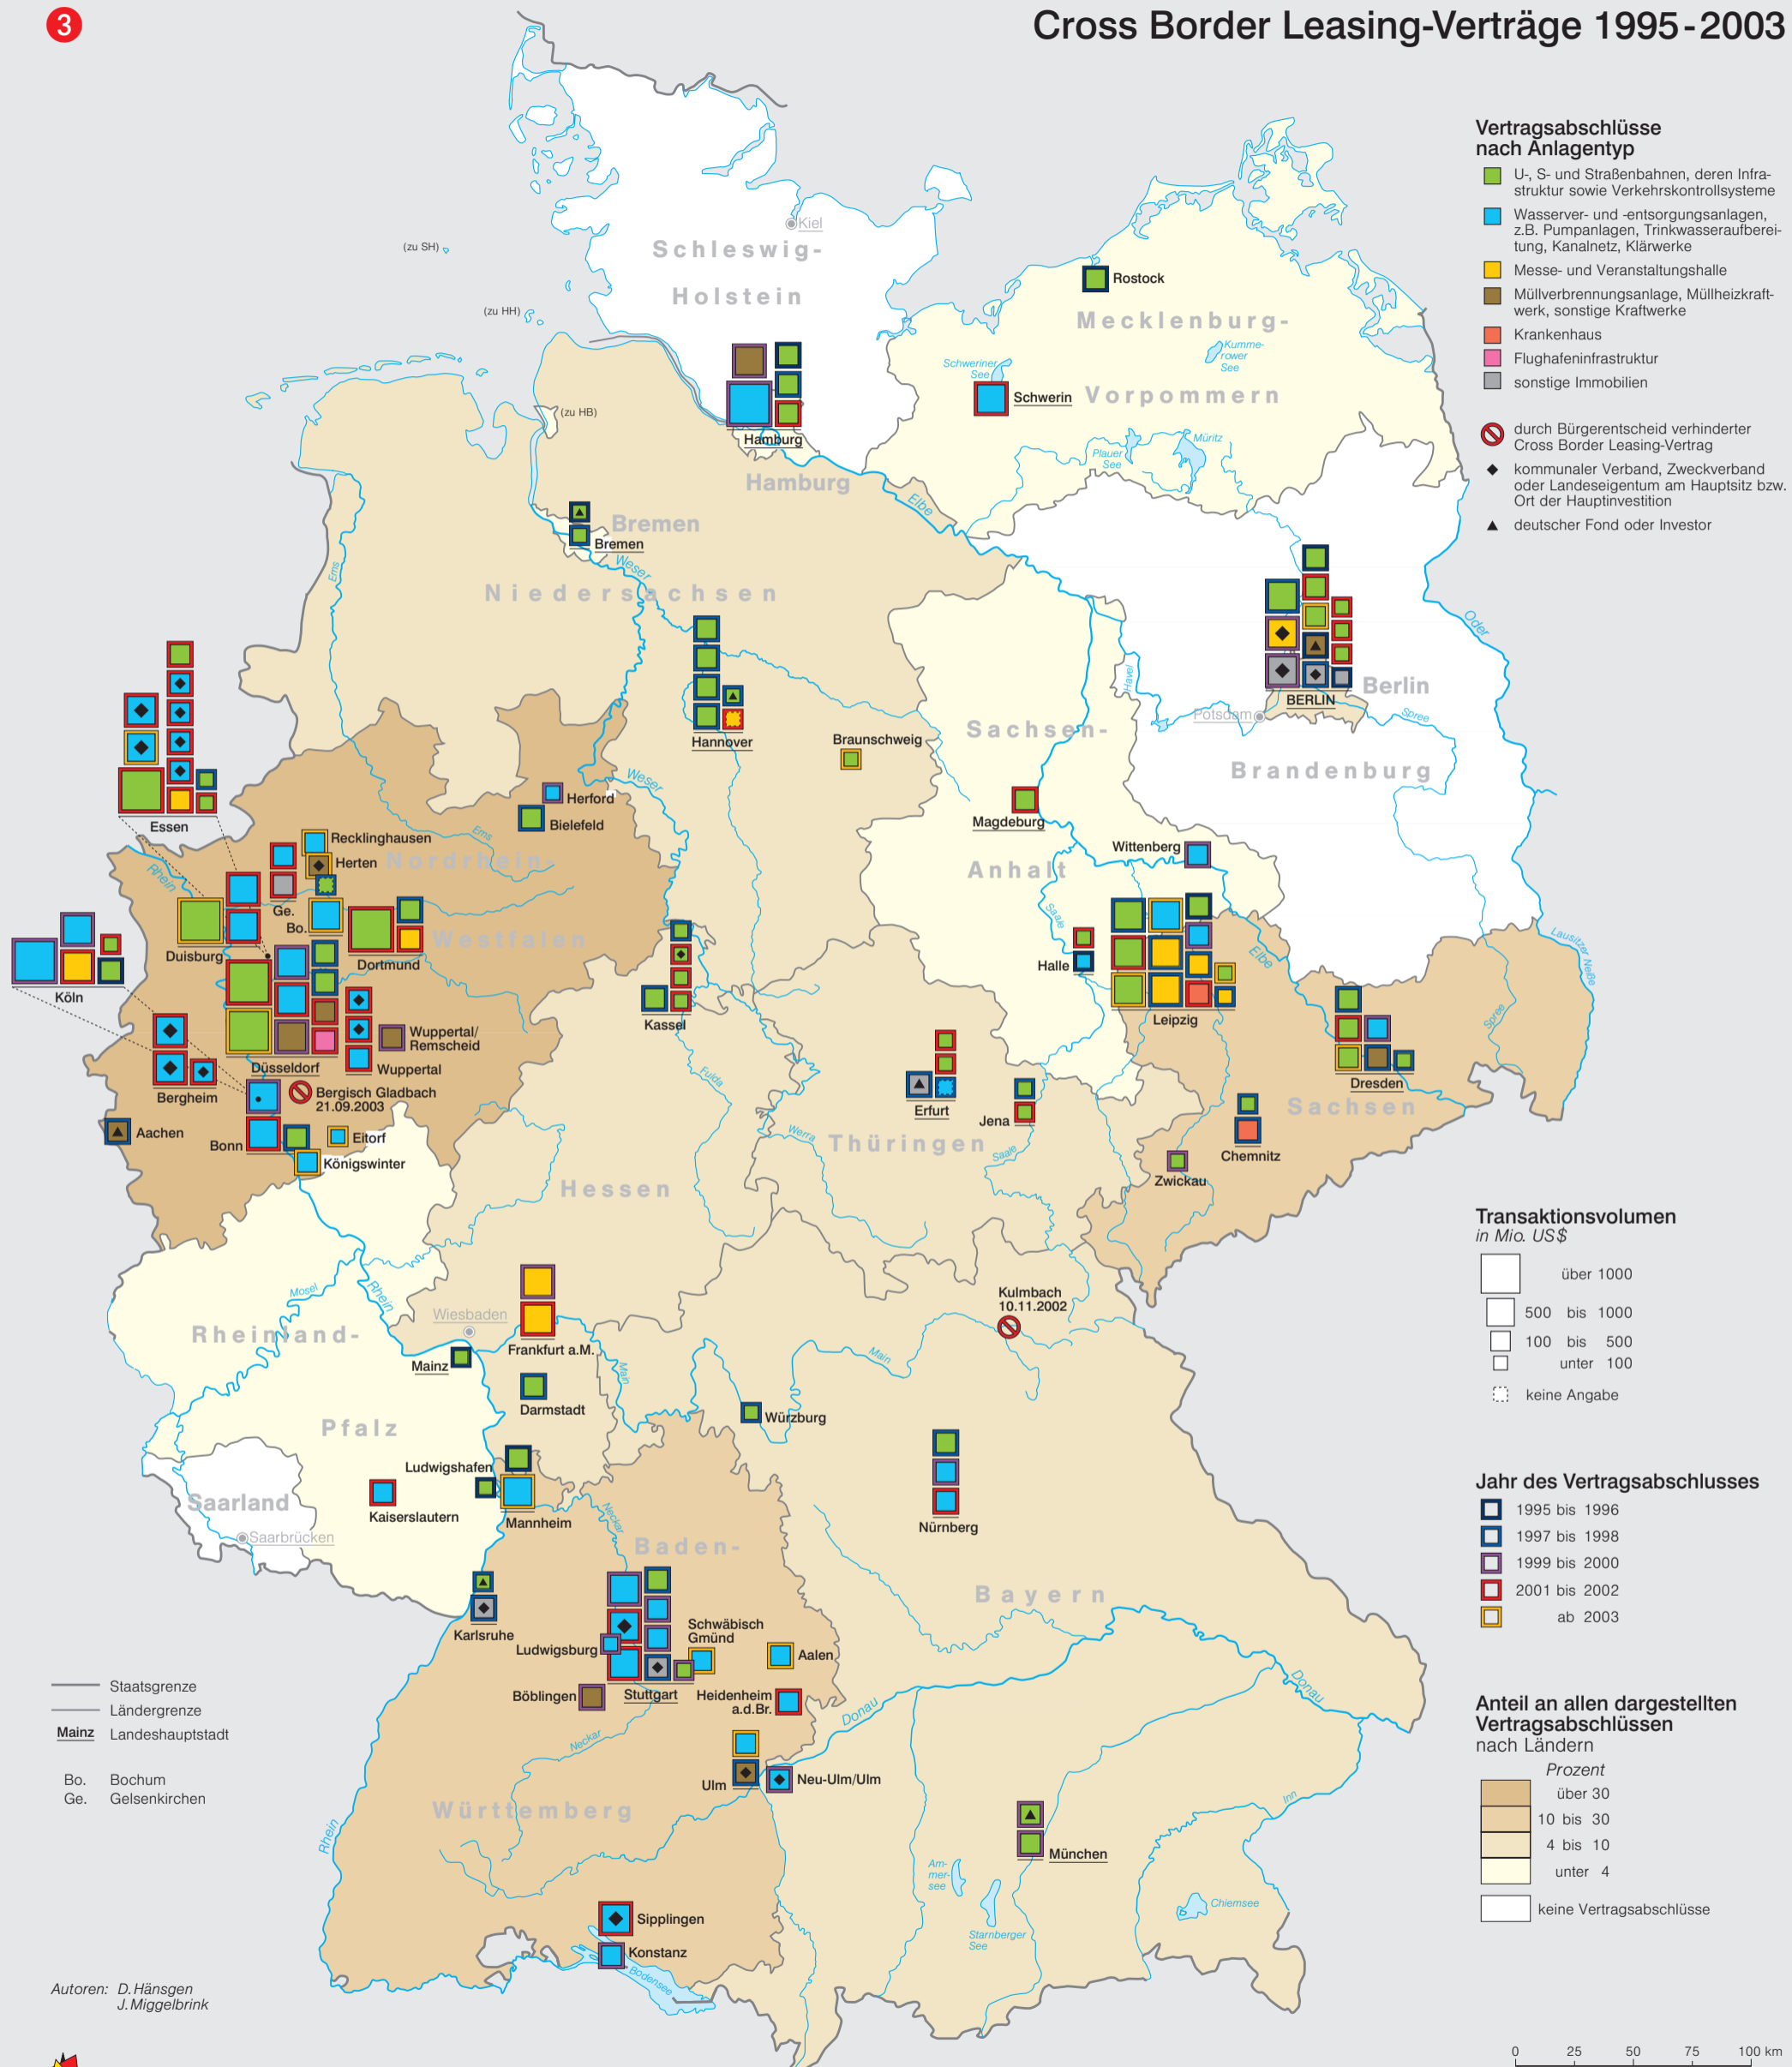 3
Cross Border Leasing-Verträge 1995-2003
Vertragsabschlüsse
nach Anlagentyp
U-, S- und Straßenbahnen, deren Infra-
struktur sowie Verkehrskontrollsysteme
Wasserver- und -entsorgungsanlagen,
z.B. Pumpanlagen, Trinkwasseraufberei-
tung, Kanalnetz, Klärwerke
Messe- und Veranstaltungshalle
Müllverbrennungsanlage, Müllheizkraft-
werk, sonstige Kraftwerke
Krankenhaus
Flughafeninfrastruktur
sonstige Immobilien
durch Bürgerentscheid verhinderter
Cross Border Leasing-Vertrag
kommunaler Verband, Zweckverband
oder Landeseigentum am Hauptsitz bzw.
Ort der Hauptinvestition
deutscher Fond oder Investor
Kiel
(zu SH)
Schleswig-
Holstein
(zu HH)
Rostock
Mecklenburg-
Kumme-
rower
See
Schweriner
See
Schwerin
Vorpommern
(zu HB)
Hamburg
Müritz
Plauer
See
Hamburg
Elbe
Bremen
Bremen
Weser
Ems
Niedersachsen
Oder
Havel
Berlin
BERLIN
Potsdam
Spree
Hannover
Braunschweig
Sachsen-
Brandenburg
Weser
Herford
Bielefeld
Magdeburg
Essen
Recklinghausen
Ems
Herten
Nordrhein-
Wittenberg
Anhalt
Rhein
Ge.
Bo.
Saale
Duisburg
Westfalen
Dortmund
Halle
Elbe
Lausitzer Neiße
Köln
Kassel
Leipzig
Spree
Wuppertal/
Remscheid
Düsseldorf
Wuppertal
Bergheim
Bergisch Gladbach
21.09.2003
Fulda
Erfurt
Jena
Dresden
Sachsen
Aachen
Bonn
Eitorf
Königswinter
Werra
Thüringen
Saale
Chemnitz
Zwickau
Hessen
Transaktionsvolumen
in Mio. US$
über 1000
500 bis 1000
100 bis 500
unter 100
keine Angabe
Mosel
Rhein
Wiesbaden
Kulmbach
10.11.2002
Rheinland-
Frankfurt a.M.
Mainz
Main
Main
Darmstadt
Würzburg
Pfalz
Ludwigshafen
Saarland
Kaiserslautern
Mannheim
Neckar
Nürnberg
Saarbrücken
Jahr des Vertragsabschlusses
1995 bis 1996
1997 bis 1998
1999 bis 2000
2001 bis 2002
ab 2003
Baden-
Bayern
Karlsruhe
Schwäbisch
Gmünd
Ludwigsburg
Aalen
Böblingen
Stuttgart
Heidenheim
a.d.Br.
Donau
Donau
Staatsgrenze
Ländergrenze
Mainz Landeshauptstadt
Bo. Bochum
Ge. Gelsenkirchen
Neckar
Ulm
Neu-Ulm/Ulm
Württemberg
Inn
Rhein
München
Am-
mer-
see
Starnberger
See
Chiemsee
Sipplingen
Konstanz
Bodensee
Anteil an allen dargestellten
Vertragsabschlüssen
nach Ländern
Prozent
über 30
10 bis 30
4 bis 10
unter 4
keine Vertragsabschlüsse
Autoren: D. Hänsgen
J. Miggelbrink
0 25 50 75 100 km